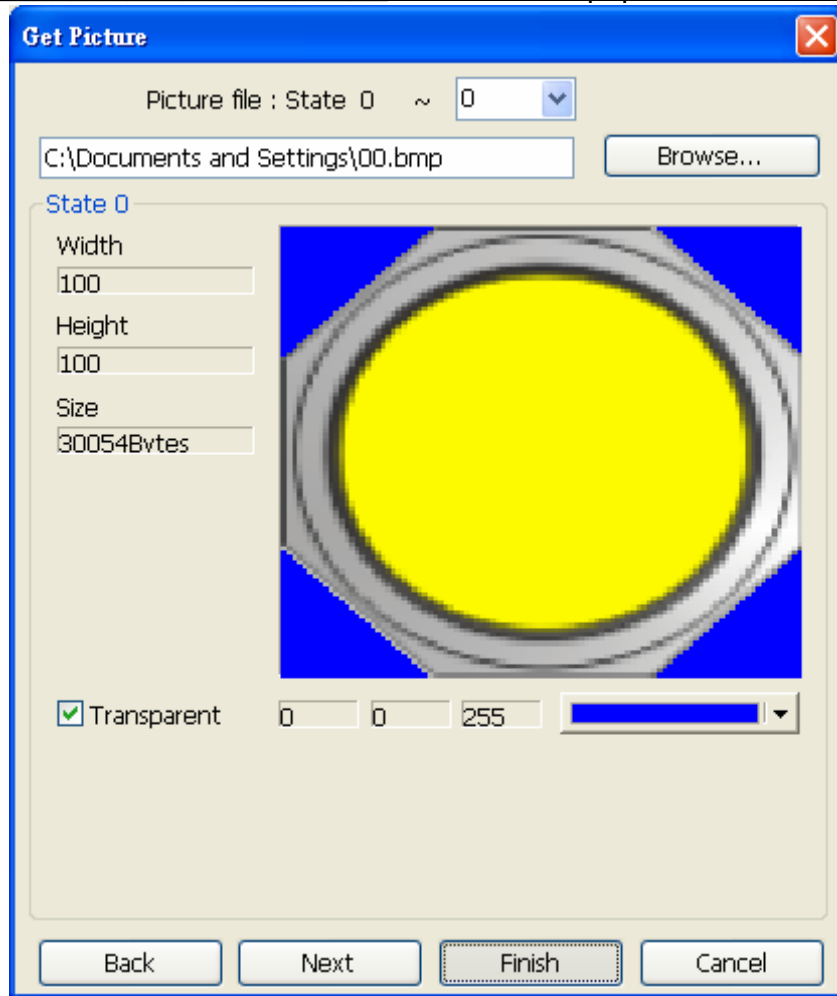 Get Picture
Picture file : State 0 ~ 0
C:\Documents and Settings\00.bmp Browse...
State 0
Width
100
Height
100
Size
30054Bytes
Transparent 0 0 255
Back Next Finish Cancel